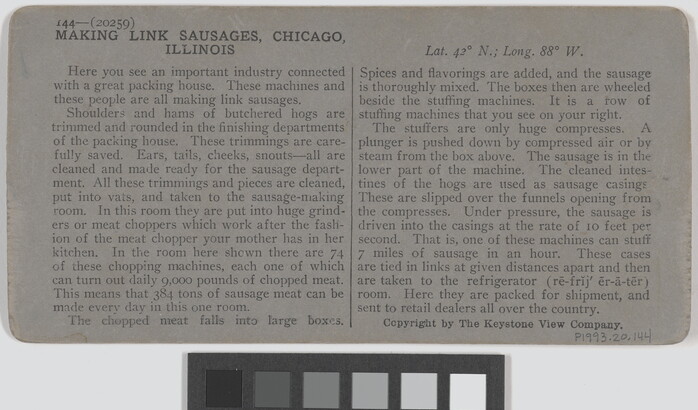 144—(20259)
MAKING LINK SAUSAGES, CHICAGO,
ILLINOIS
Here you see an important industry connected
with a great packing house. These machines and
these people are all making link sausages.
Shoulders and hams of butchered hogs are
trimmed and rounded in the finishing departments
of the packing house. These trimmings are care-
fully saved. Ears, tails, cheeks, snouts—all are
cleaned and made ready for the sausage depart-
ment. All these trimmings and pieces are cleaned,
put into vats, and taken to the sausage-making
room. In this room they are put into huge grind-
ers or meat choppers which work after the fash-
ion of the meat chopper your mother has in her
kitchen. In the room here shown there are 74
of these chopping machines, each one of which
can turn out daily 9,000 pounds of chopped meat.
This means that 384 tons of sausage meat can be
made every day in this one room.
The chopped meat falls into large boxes.
Lat. 42° N.; Long. 88° W.
Spices and flavorings are added, and the sausage
is thoroughly mixed. The boxes then are wheeled
beside the stuffing machines. It is a row of
stuffing machines that you see on your right.
The stuffers are only huge compresses. A
plunger is pushed down by compressed air or by
steam from the box above. The sausage is in the
lower part of the machine. The cleaned intes-
tines of the hogs are used as sausage casings
These are slipped over the funnels opening from
the compresses. Under pressure, the sausage is
driven into the casings at the rate of 10 feet per
second. That is, one of these machines can stuff
7 miles of sausage in an hour. These cases
are tied in links at given distances apart and then
are taken to the refrigerator (rē-frĭj′ ẽr-ā-tẽr)
room. Here they are packed for shipment, and
sent to retail dealers all over the country.
Copyright by The Keystone View Company.
P1993.20.144